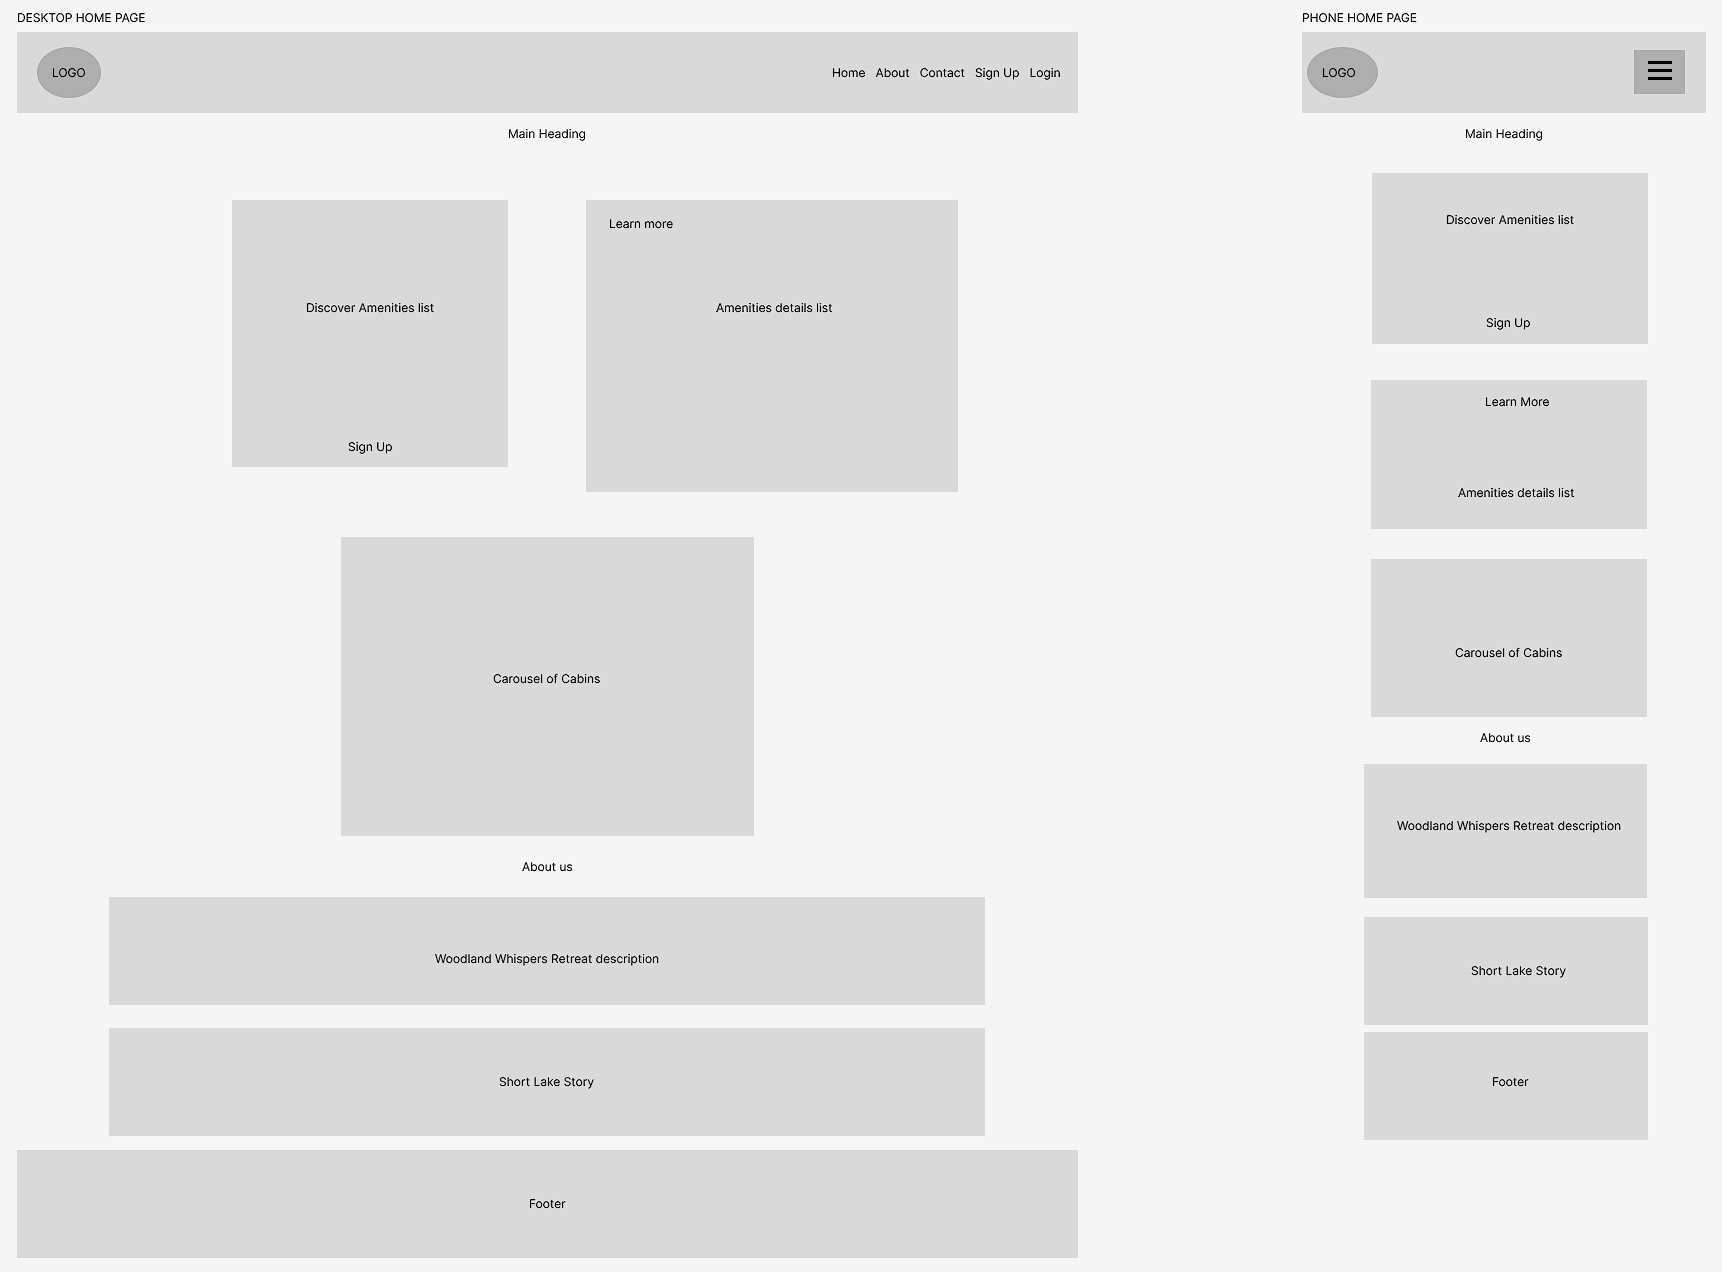 DESKTOP HOME PAGE
LOGO
Home About Contact Sign Up Login
Main Heading
Discover Amenities list
Sign Up
Learn more
Amenities details list
Carousel of Cabins
About us
Woodland Whispers Retreat description
Short Lake Story
Footer
PHONE HOME PAGE
LOGO
Main Heading
Discover Amenities list
Sign Up
Learn More
Amenities details list
Carousel of Cabins
About us
Woodland Whispers Retreat description
Short Lake Story
Footer